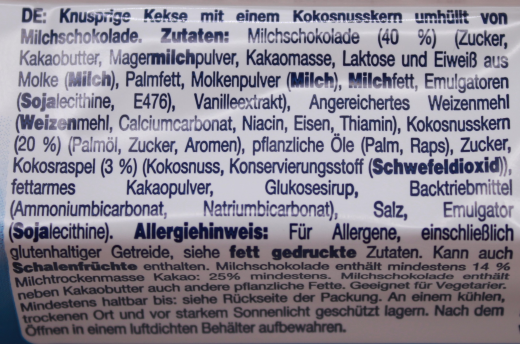 DE: Knusprige Kekse mit einem Kokosnusskern umhüllt von
Milchschokolade. Zutaten: Milchschokolade (40 %) (Zucker,
Kakaobutter, Magermilchpulver, Kakaomasse, Laktose und Eiweiß aus
Molke (Milch), Palmfett, Molkenpulver (Milch), Milchfett, Emulgatoren
(Sojalecithine, E476), Vanilleextrakt), Angereichertes Weizenmehl
(Weizenmehl, Calciumcarbonat, Niacin, Eisen, Thiamin), Kokosnusskern
(20 %) (Palmöl, Zucker, Aromen), pflanzliche Öle (Palm, Raps), Zucker,
Kokosraspel (3 %) (Kokosnuss, Konservierungsstoff (Schwefeldioxid)),
fettarmes Kakaopulver, Glukosesirup, Backtriebmittel
(Ammoniumbicarbonat, Natriumbicarbonat), Salz, Emulgator
(Sojalecithine). Allergiehinweis: Für Allergene, einschließlich
glutenhaltiger Getreide, siehe fett gedruckte Zutaten. Kann auch
Schalenfrüchte enthalten. Milchschokolade enthält mindestens 14 %
Milchtrockenmasse Kakao: 25% mindestens. Milchschokolade enthält
neben Kakaobutter auch andere pflanzliche Fette. Geeignet für Vegetarier.
Mindestens haltbar bis: siehe Rückseite der Packung. An einem kühlen,
trockenen Ort und vor starkem Sonnenlicht geschützt lagern. Nach dem
Öffnen in einem luftdichten Behälter aufbewahren.